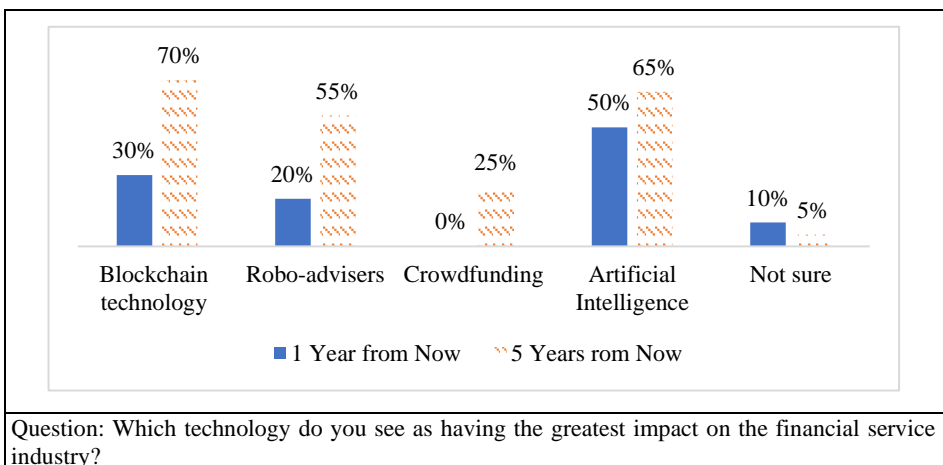 70%
65%
55%
50%
30%
25%
20%
10%
5%
0%
Blockchain technology
Robo-advisers
Crowdfunding
Artificial Intelligence
Not sure
1 Year from Now
5 Years rom Now
Question: Which technology do you see as having the greatest impact on the financial service
industry?